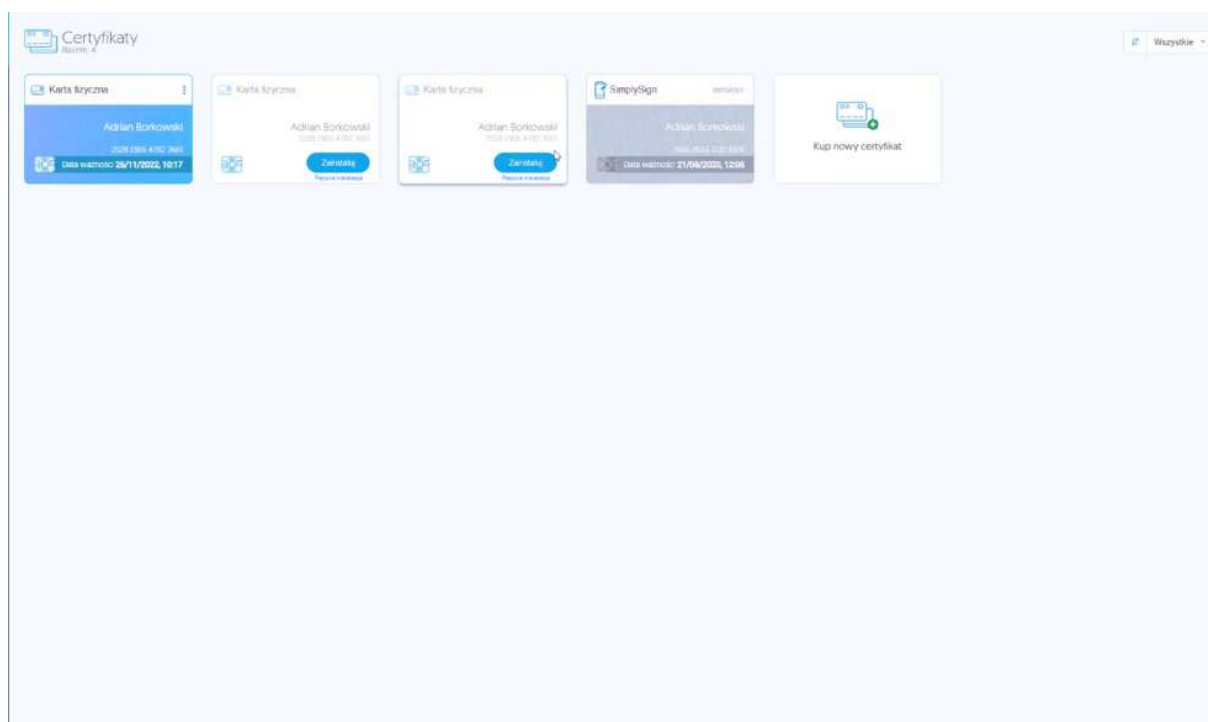 Certyfikaty
Razem: 4
Wszystkie
Karta fizyczna
Adrian Borkowski
Data ważności: 26/11/2022, 10:17
Karta fizyczna
Adrian Borkowski
Zainstaluj
Karta fizyczna
Adrian Borkowski
Zainstaluj
SimplySign
Adrian Borkowski
Data ważności: 21/08/2020, 12:08
Kup nowy certyfikat